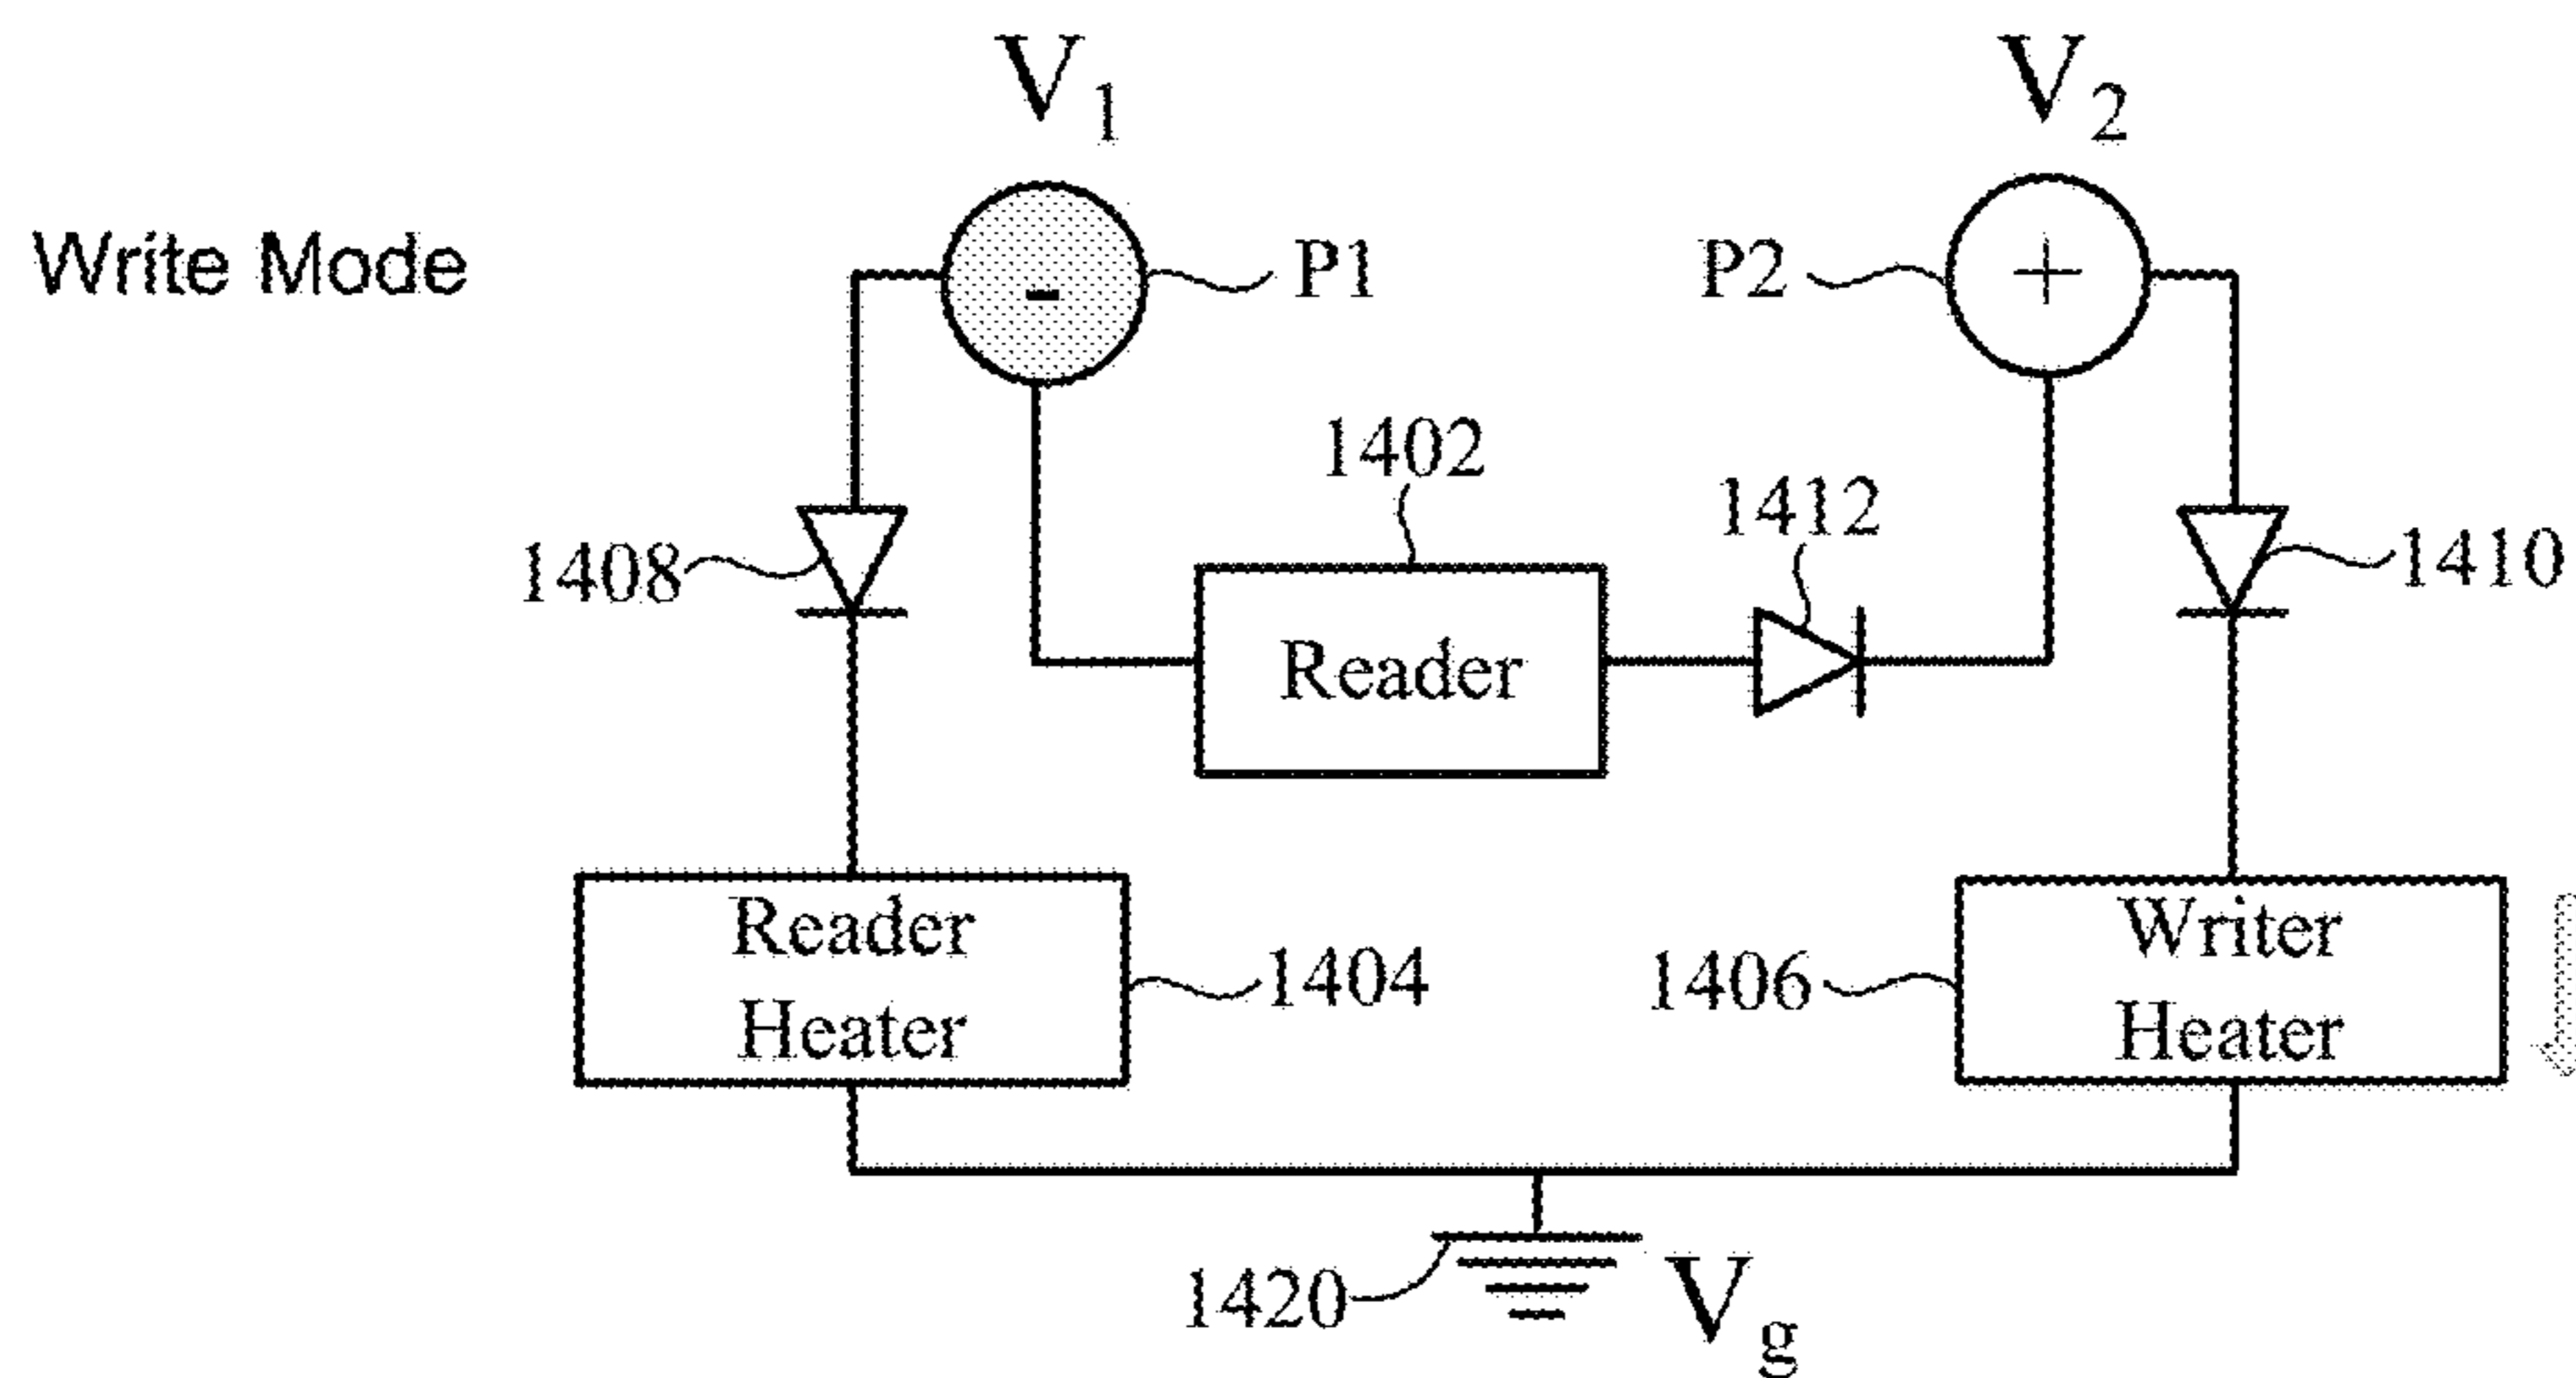 V1
V2
Write Mode
-
P1
P2
+
1402
1412
1408
1410
Reader
Reader
Heater
1404
1406
Writer
Heater
1420
Vg